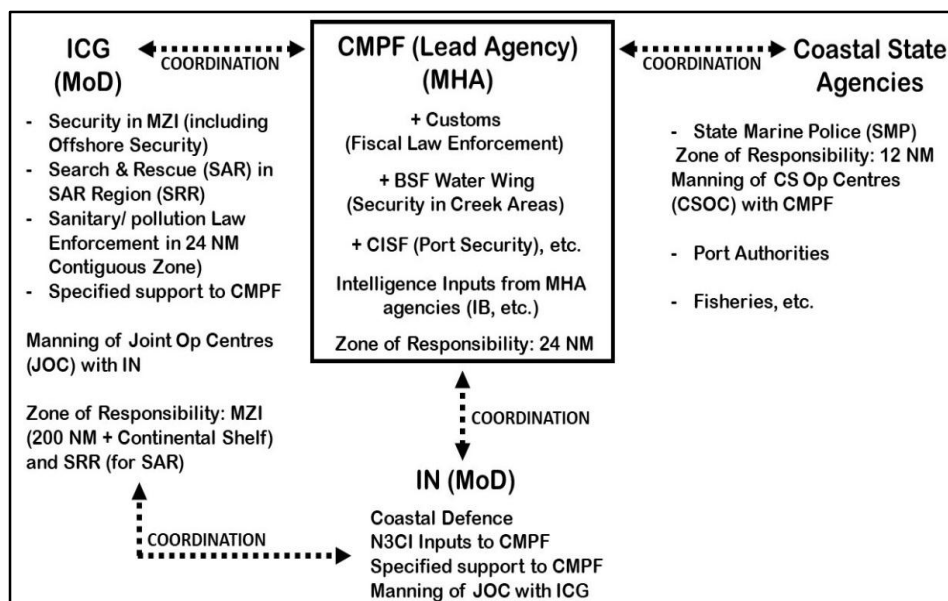 ICG
(MoD)
COORDINATION
- Security in MZI (including
Offshore Security)
- Search & Rescue (SAR) in
SAR Region (SRR)
- Sanitary/ pollution Law
Enforcement in 24 NM
Contiguous Zone)
- Specified support to CMPF
Manning of Joint Op Centres
(JOC) with IN
Zone of Responsibility: MZI
(200 NM + Continental Shelf)
and SRR (for SAR)
CMPF (Lead Agency)
(MHA)
+ Customs
(Fiscal Law Enforcement)
+ BSF Water Wing
(Security in Creek Areas)
+ CISF (Port Security), etc.
Intelligence Inputs from MHA
agencies (IB, etc.)
Zone of Responsibility: 24 NM
COORDINATION
Coastal State
Agencies
- State Marine Police (SMP)
Zone of Responsibility: 12 NM
Manning of CS Op Centres
(CSOC) with CMPF
- Port Authorities
- Fisheries, etc.
COORDINATION
IN (MoD)
Coastal Defence
N3CI Inputs to CMPF
Specified support to CMPF
Manning of JOC with ICG
COORDINATION